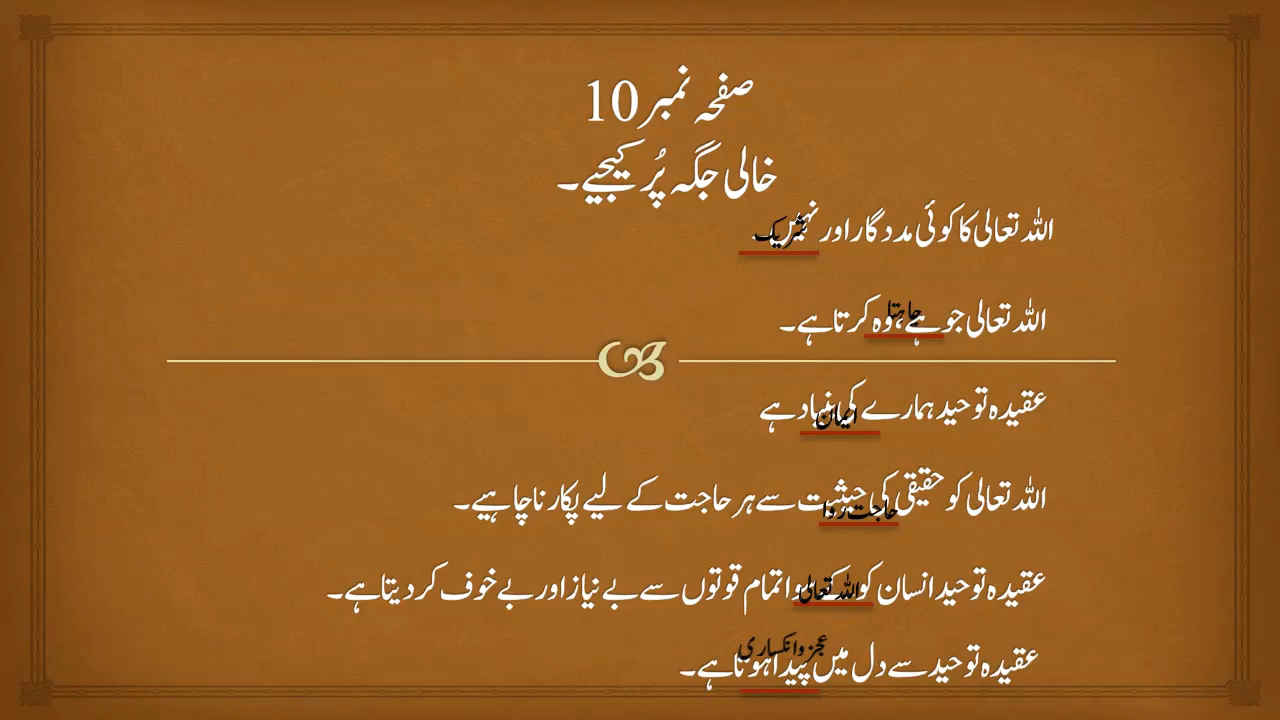 صفحہ نمبر 10
خالی جگہ پُر کیجیے۔
اللہ تعالی کا کوئی مددگار اور شریک نہیں۔
اللہ تعالی جو چاہتا ہے، وہ کرتا ہے۔
عقیدہ توحید ہمارے ایمان کی بنیاد ہے
اللہ تعالی کو حقیقی حاجت روا کی حیثیت سے ہر حاجت کے لیے پکارنا چاہیے۔
عقیدہ توحید انسان کو اللہ تعالی کے سوا تمام قوتوں سے بے نیاز اور بے خوف کر دیتا ہے۔
عقیدہ توحید سے دل میں عجز و انکساری پیدا ہوتا ہے۔